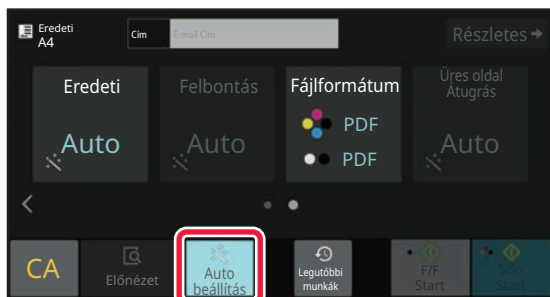 Eredeti
A4
Cím
E-mail Cím
Részletes
Eredeti
Auto
Felbontás
Auto
Fájlformátum
PDF
PDF
Üres oldal
Átugrás
Auto
CA
Előnézet
Auto
beállítás
Legutóbbi
munkák
F/F
Start
Szín
Start